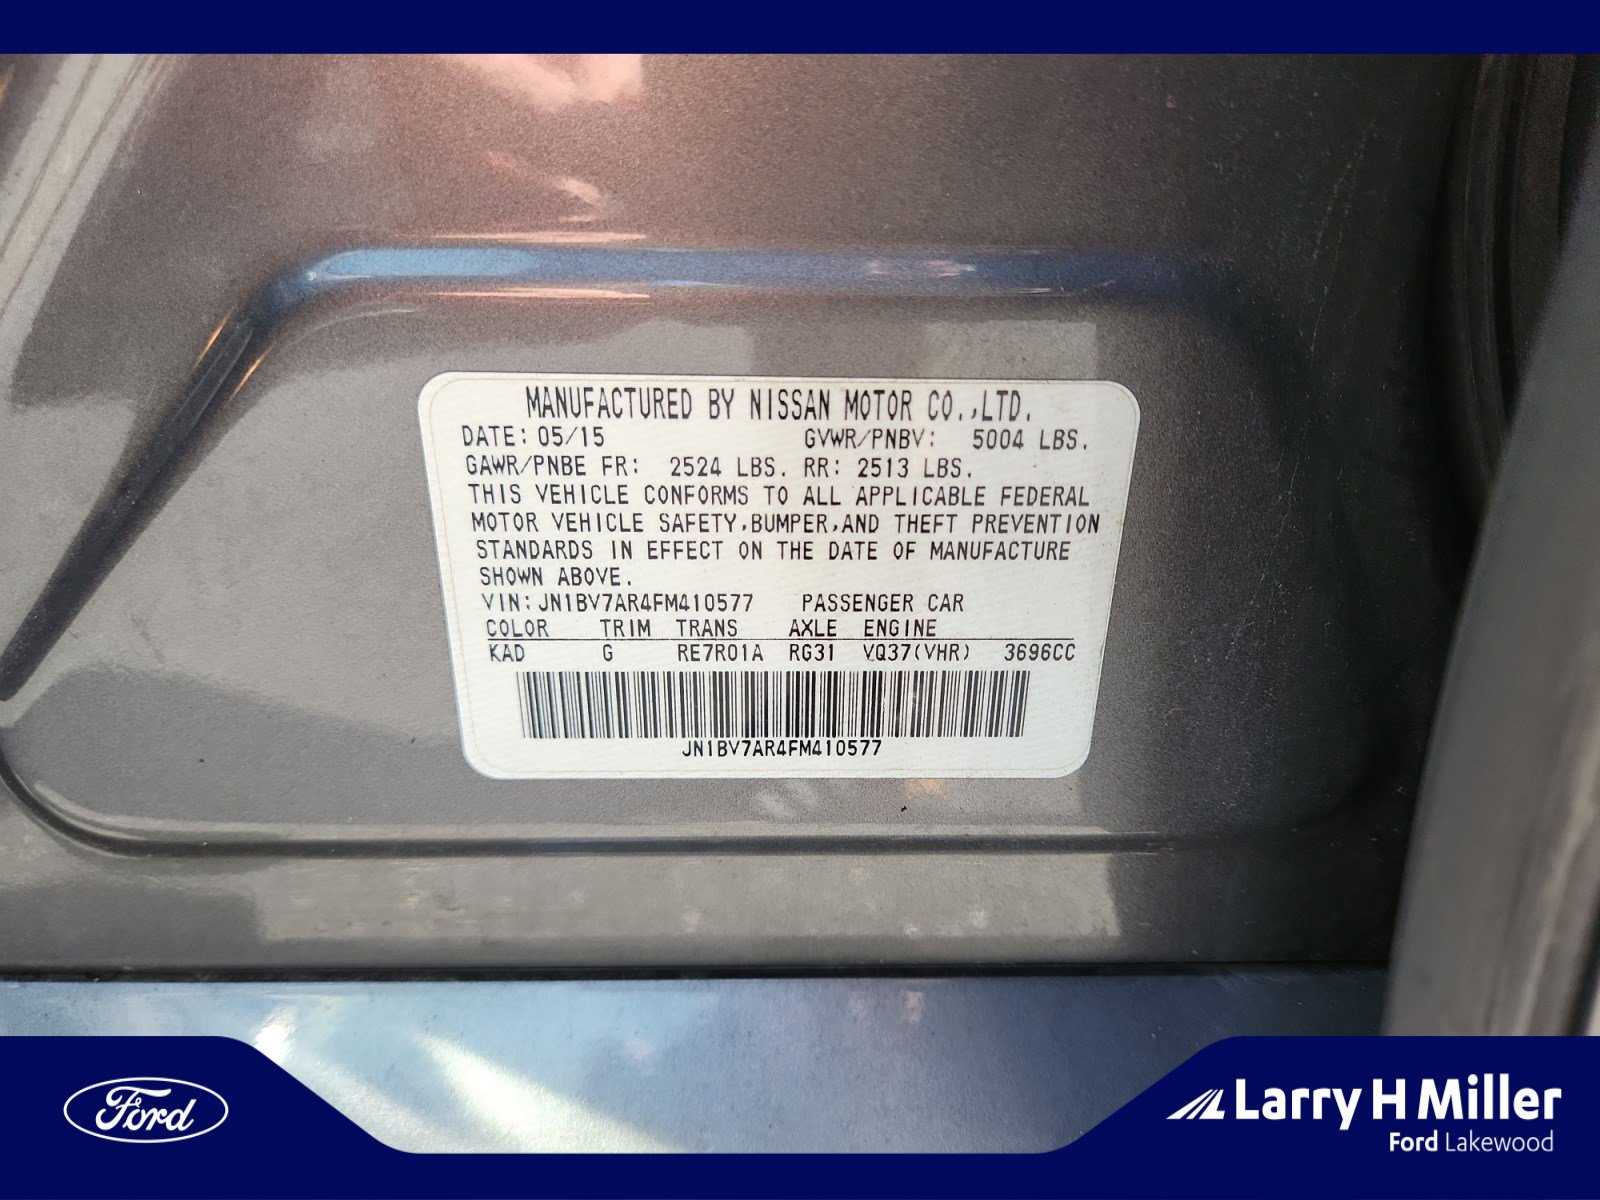 MANUFACTURED BY NISSAN MOTOR CO.,LTD.
DATE: 05/15 GVWR/PNBV: 5004 LBS.
GAWR/PNBE FR: 2524 LBS. RR: 2513 LBS.
THIS VEHICLE CONFORMS TO ALL APPLICABLE FEDERAL
MOTOR VEHICLE SAFETY,BUMPER,AND THEFT PREVENTION
STANDARDS IN EFFECT ON THE DATE OF MANUFACTURE
SHOWN ABOVE.
VIN: JN1BV7AR4FM410577 PASSENGER CAR
COLOR TRIM TRANS AXLE ENGINE
KAD G RE7R01A RG31 VQ37(VHR) 3696CC
JN1BV7AR4FM410577
Ford
Larry H Miller
Ford Lakewood